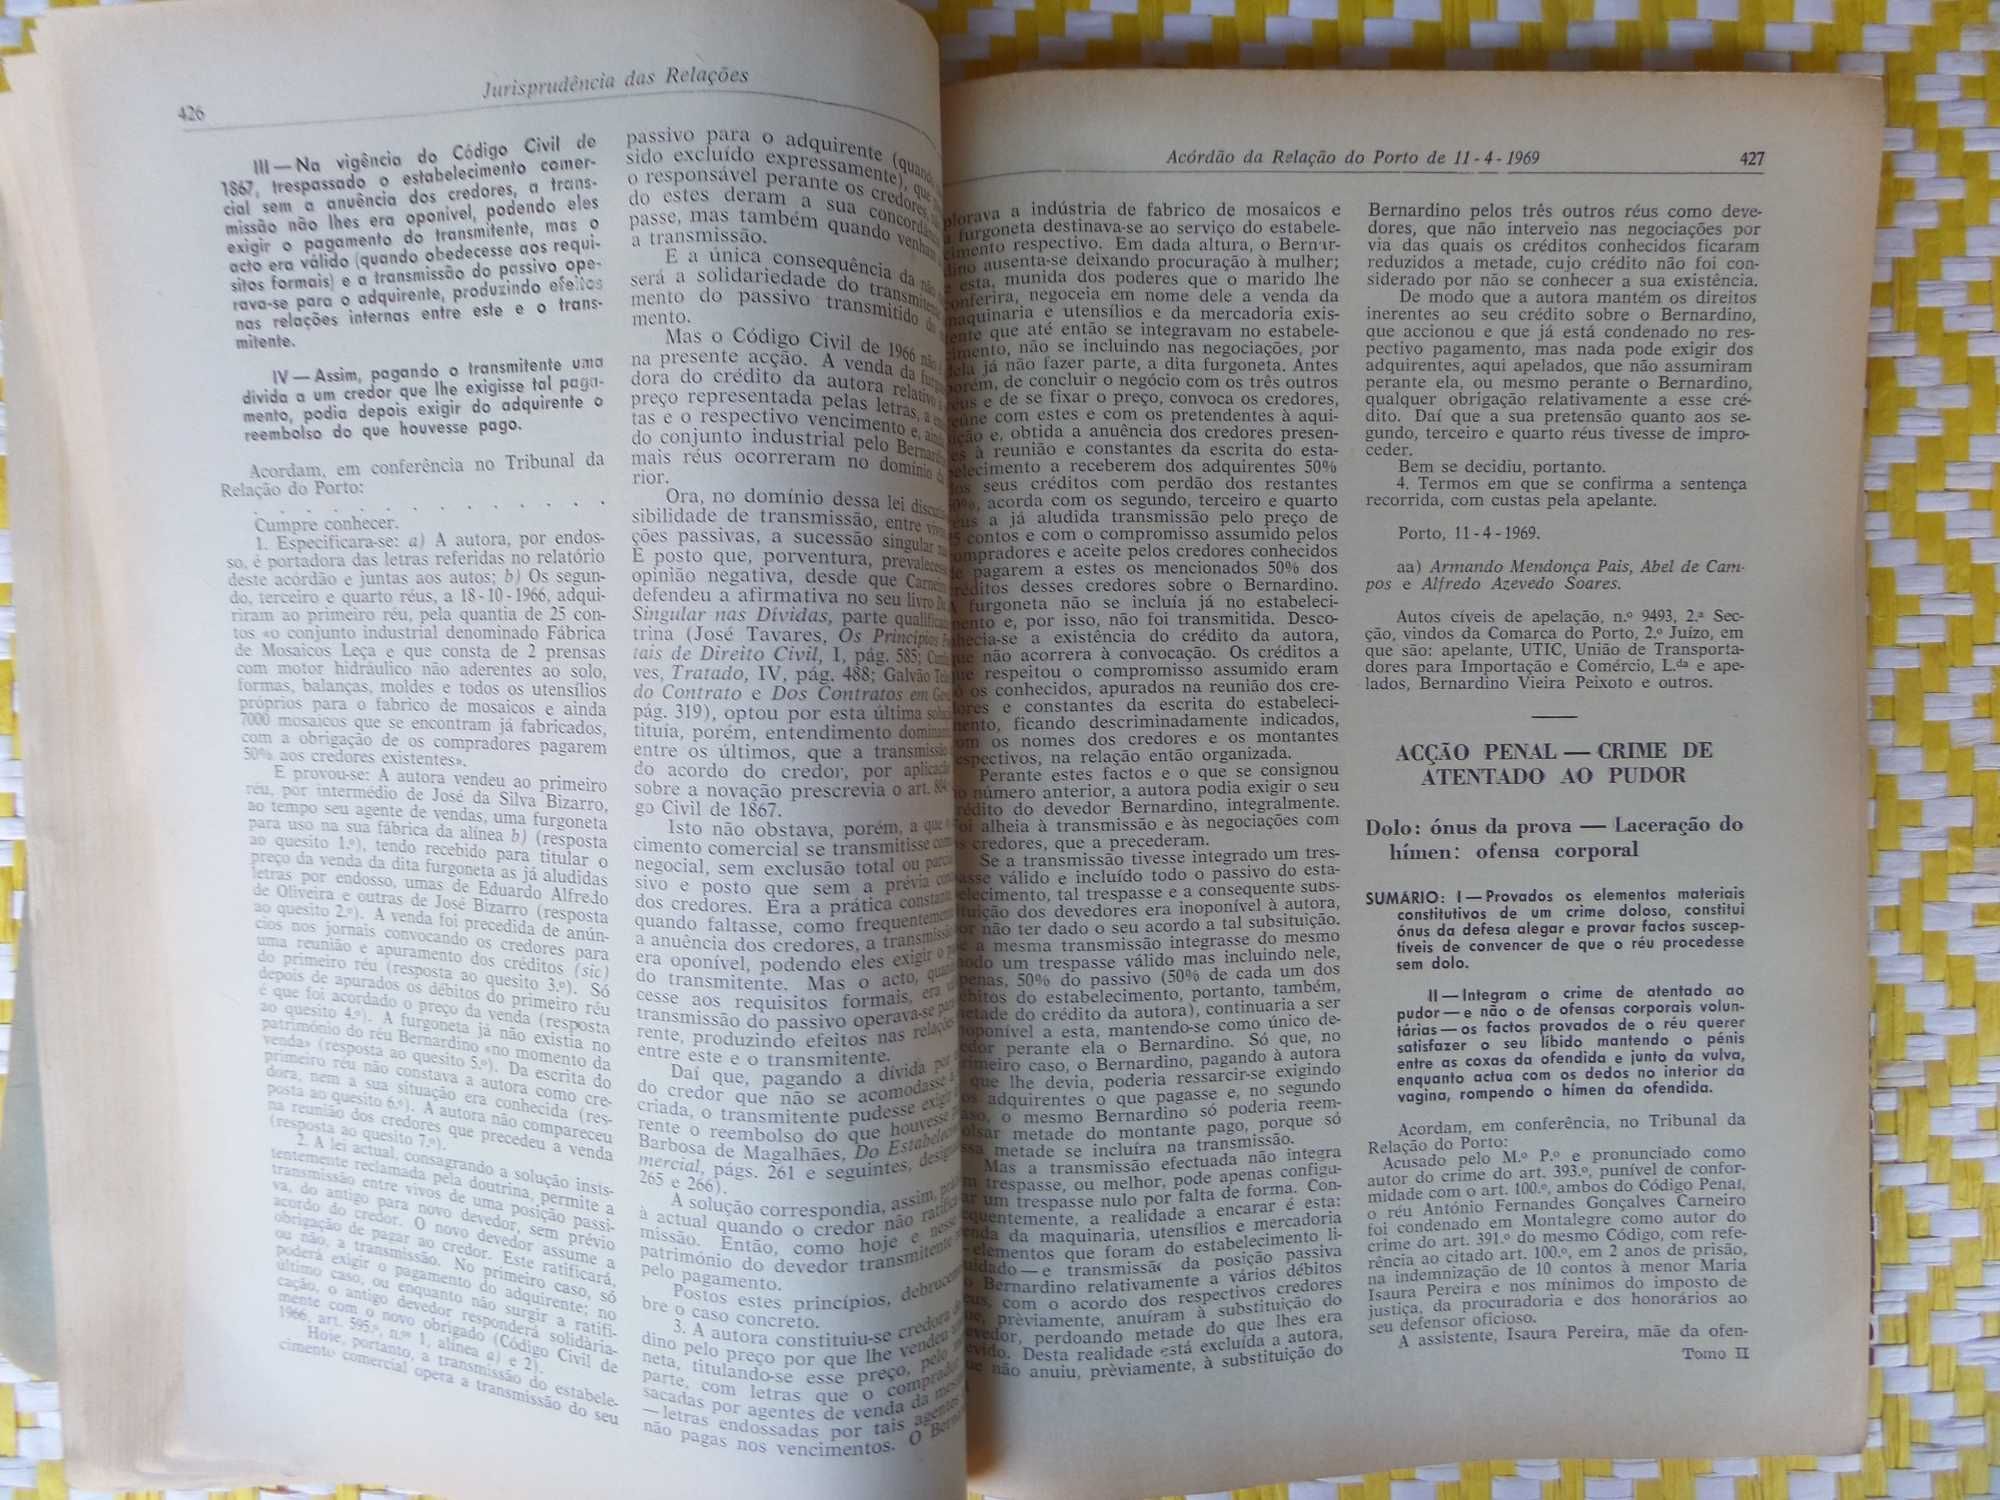 426
Jurisprudência das Relações
III — Na vigência do Código Civil de
1867, trespassado o estabelecimento comer-
cial sem a anuência dos credores, a trans-
missão não lhes era oponível, podendo eles
exigir o pagamento do transmitente, mas o
acto era válido (quando obedecesse aos requi-
sitos formais) e a transmissão do passivo ope-
rava-se para o adquirente, produzindo efeitos
nas relações internas entre este e o trans-
mitente.
IV — Assim, pagando o transmitente uma
dívida a um credor que lhe exigisse tal paga-
mento, podia depois exigir do adquirente o
reembolso do que houvesse pago.
Acordam, em conferência no Tribunal da
Relação do Porto:
. . . . . . . . . . . . . .
Cumpre conhecer.
1. Especificara-se: a) A autora, por endos-
so, é portadora das letras referidas no relatório
deste acórdão e juntas aos autos; b) Os segun-
do, terceiro e quarto réus, a 18-10-1966, adqui-
riram ao primeiro réu, pela quantia de 25 con-
tos «o conjunto industrial denominado Fábrica
de Mosaicos Leça e que consta de 2 prensas
com motor hidráulico não aderentes ao solo,
formas, balanças, moldes e todos os utensílios
próprios para o fabrico de mosaicos e ainda
7000 mosaicos que se encontram já fabricados,
com a obrigação de os compradores pagarem
50% aos credores existentes».
E provou-se: A autora vendeu ao primeiro
réu, por intermédio de José da Silva Bizarro,
ao tempo seu agente de vendas, uma furgoneta
para uso na sua fábrica da alínea b) (resposta
ao quesito 1.º), tendo recebido para titular o
preço da venda da dita furgoneta as já aludidas
letras por endosso, umas de Eduardo Alfredo
de Oliveira e outras de José Bizarro (resposta
ao quesito 2.º). A venda foi precedida de anún-
cios nos jornais convocando os credores para
uma reunião e apuramento dos créditos (sic)
do primeiro réu (resposta ao quesito 3.º). Só
depois de apurados os débitos do primeiro réu
é que foi acordado o preço da venda (resposta
ao quesito 4.º). A furgoneta já não existia no
património do réu Bernardino «no momento da
venda» (resposta ao quesito 5.º). Da escrita do
primeiro réu não constava a autora como cre-
dora, nem a sua situação era conhecida (res-
posta ao quesito 6.º). A autora não compareceu
na reunião dos credores que precedeu a venda
(resposta ao quesito 7.º).
2. A lei actual, consagrando a solução insis-
tentemente reclamada pela doutrina, permite a
transmissão entre vivos de uma posição passi-
va, do antigo para novo devedor, sem prévio
acordo do credor. O novo devedor assume a
obrigação de pagar ao credor. Este ratificará,
ou não, a transmissão. No primeiro caso, só
poderá exigir o pagamento do adquirente; no
último caso, ou enquanto não surgir a ratifi-
cação, o antigo devedor responderá solidària-
mente com o novo obrigado (Código Civil de
1966, art. 595.º, n.os 1, alínea a) e 2).
Hoje, portanto, a transmissão do estabele-
cimento comercial opera a transmissão do seu
passivo para o adquirente (quando
sido excluído expressamente), que
o responsável perante os credores,
do estes deram a sua concordância
passe, mas também quando venham
a transmissão.
E a única consequência da não
será a solidariedade do transmitente
mento do passivo transmitido do
mento.
Mas o Código Civil de 1966 não é
na presente acção. A venda da furgo
dora do crédito da autora relativo
preço representada pelas letras, a
tas e o respectivo vencimento e, ainda
do conjunto industrial pelo Bernardino
mais réus ocorreram no domínio da
rior.
Ora, no domínio dessa lei discutia
sibilidade de transmissão, entre vivos
ções passivas, a sucessão singular na
E posto que, porventura, prevalecesse
opinião negativa, desde que Carneiro
defendeu a afirmativa no seu livro Da
Singular nas Dívidas, parte qualificada
trina (José Tavares, Os Princípios Fun
tais de Direito Civil, I, pág. 585; Cunha
ves, Tratado, IV, pág. 488; Galvão Teles
do Contrato e Dos Contratos em Geral
pág. 319), optou por esta última solução
tituía, porém, entendimento dominante
entre os últimos, que a transmissão
do acordo do credor, por aplicação
sobre a novação prescrevia o art. 804
go Civil de 1867.
Isto não obstava, porém, a que o
cimento comercial se transmitisse com
negocial, sem exclusão total ou parcial
sivo e posto que sem a prévia con
dos credores. Era a prática constante
quando faltasse, como frequentemente
a anuência dos credores, a transmissão
era oponível, podendo eles exigir o pa
do transmitente. Mas o acto, quando
cesse aos requisitos formais, era vál
transmissão do passivo operava-se para
rente, produzindo efeitos nas relações
entre este e o transmitente.
Daí que, pagando a dívida por
do credor que não se acomodasse à
criada, o transmitente pudesse exigir
rente o reembolso do que houvesse
Barbosa de Magalhães, Do Estabelecim
mercial, págs. 261 e seguintes, design
265 e 266).
A solução correspondia, assim,
à actual quando o credor não ratifica
missão. Então, como hoje e nesse
património do devedor transmitente
pelo pagamento.
Postos estes princípios, debrucem
bre o caso concreto.
3. A autora constituiu-se credora do
dino pelo preço por que lhe vendeu
neta, titulando-se esse preço, pelo
parte, com letras que o comprador
sacadas por agentes de venda da mesma
— letras endossadas por tais agentes
não pagas nos vencimentos. O Berna
Acórdão da Relação do Porto de 11 - 4 - 1969
427
plorava a indústria de fabrico de mosaicos e
a furgoneta destinava-se ao serviço do estabele-
cimento respectivo. Em dada altura, o Bernar-
dino ausenta-se deixando procuração à mulher;
e esta, munida dos poderes que o marido lhe
conferira, negoceia em nome dele a venda da
maquinaria e utensílios e da mercadoria exis-
tente que até então se integravam no estabele-
cimento, não se incluindo nas negociações, por
dela já não fazer parte, a dita furgoneta. Antes
porém, de concluir o negócio com os três outros
réus e de se fixar o preço, convoca os credores,
reúne com estes e com os pretendentes à aqui-
sição e, obtida a anuência dos credores presen-
tes à reunião e constantes da escrita do esta-
belecimento a receberem dos adquirentes 50%
dos seus créditos com perdão dos restantes
50%, acorda com os segundo, terceiro e quarto
réus a já aludida transmissão pelo preço de
25 contos e com o compromisso assumido pelos
compradores e aceite pelos credores conhecidos
de pagarem a estes os mencionados 50% dos
créditos desses credores sobre o Bernardino.
A furgoneta não se incluía já no estabeleci-
mento e, por isso, não foi transmitida. Desco-
nhecia-se a existência do crédito da autora,
que não acorrera à convocação. Os créditos a
que respeitou o compromisso assumido eram
só os conhecidos, apurados na reunião dos cre-
dores e constantes da escrita do estabeleci-
mento, ficando descriminadamente indicados,
com os nomes dos credores e os montantes
respectivos, na relação então organizada.
Perante estes factos e o que se consignou
no número anterior, a autora podia exigir o seu
crédito do devedor Bernardino, integralmente.
Foi alheia à transmissão e às negociações com
os credores, que a precederam.
Se a transmissão tivesse integrado um tres-
passe válido e incluído todo o passivo do esta-
belecimento, tal trespasse e a consequente subs-
tituição dos devedores era inoponível à autora,
por não ter dado o seu acordo a tal subsituição.
Se a mesma transmissão integrasse do mesmo
modo um trespasse válido mas incluindo nele,
apenas, 50% do passivo (50% de cada um dos
débitos do estabelecimento, portanto, também,
metade do crédito da autora), continuaria a ser
inoponível a esta, mantendo-se como único de-
vedor perante ela o Bernardino. Só que, no
primeiro caso, o Bernardino, pagando à autora
o que lhe devia, poderia ressarcir-se exigindo
dos adquirentes o que pagasse e, no segundo
caso, o mesmo Bernardino só poderia reem-
bolsar metade do montante pago, porque só
essa metade se incluíra na transmissão.
Mas a transmissão efectuada não integra
um trespasse, ou melhor, pode apenas configu-
rar um trespasse nulo por falta de forma. Con-
sequentemente, a realidade a encarar é esta:
venda da maquinaria, utensílios e mercadoria
— elementos que foram do estabelecimento li-
quidado — e transmissão da posição passiva
do Bernardino relativamente a vários débitos
seus, com o acordo dos respectivos credores
que, prèviamente, anuíram à substituição do
devedor, perdoando metade do que lhes era
devido. Desta realidade está excluída a autora,
que não anuiu, prèviamente, à substituição do
Bernardino pelos três outros réus como deve-
dores, que não interveio nas negociações por
via das quais os créditos conhecidos ficaram
reduzidos a metade, cujo crédito não foi con-
siderado por não se conhecer a sua existência.
De modo que a autora mantém os direitos
inerentes ao seu crédito sobre o Bernardino,
que accionou e que já está condenado no res-
pectivo pagamento, mas nada pode exigir dos
adquirentes, aqui apelados, que não assumiram
perante ela, ou mesmo perante o Bernardino,
qualquer obrigação relativamente a esse cré-
dito. Daí que a sua pretensão quanto aos se-
gundo, terceiro e quarto réus tivesse de impro-
ceder.
Bem se decidiu, portanto.
4. Termos em que se confirma a sentença
recorrida, com custas pela apelante.
Porto, 11 - 4 - 1969.
aa) Armando Mendonça Pais, Abel de Cam-
pos e Alfredo Azevedo Soares.
Autos cíveis de apelação, n.º 9493, 2.ª Sec-
ção, vindos da Comarca do Porto, 2.º Juízo, em
que são: apelante, UTIC, União de Transporta-
dores para Importação e Comércio, L.da e ape-
lados, Bernardino Vieira Peixoto e outros.
ACÇÃO PENAL — CRIME DE
ATENTADO AO PUDOR
Dolo: ónus da prova — Laceração do
hímen: ofensa corporal
SUMÁRIO: I — Provados os elementos materiais
constitutivos de um crime doloso, constitui
ónus da defesa alegar e provar factos suscep-
tíveis de convencer de que o réu procedesse
sem dolo.
II — Integram o crime de atentado ao
pudor — e não o de ofensas corporais volun-
tárias — os factos provados de o réu querer
satisfazer o seu líbido mantendo o pénis
entre as coxas da ofendida e junto da vulva,
enquanto actua com os dedos no interior da
vagina, rompendo o hímen da ofendida.
Acordam, em conferência, no Tribunal da
Relação do Porto:
Acusado pelo M.º P.º e pronunciado como
autor do crime do art. 393.º, punível de confor-
midade com o art. 100.º, ambos do Código Penal,
o réu António Fernandes Gonçalves Carneiro
foi condenado em Montalegre como autor do
crime do art. 391.º do mesmo Código, com refe-
rência ao citado art. 100.º, em 2 anos de prisão,
na indemnização de 10 contos à menor Maria
Isaura Pereira e nos mínimos do imposto de
justiça, da procuradoria e dos honorários ao
seu defensor oficioso.
A assistente, Isaura Pereira, mãe da ofen-
Tomo II